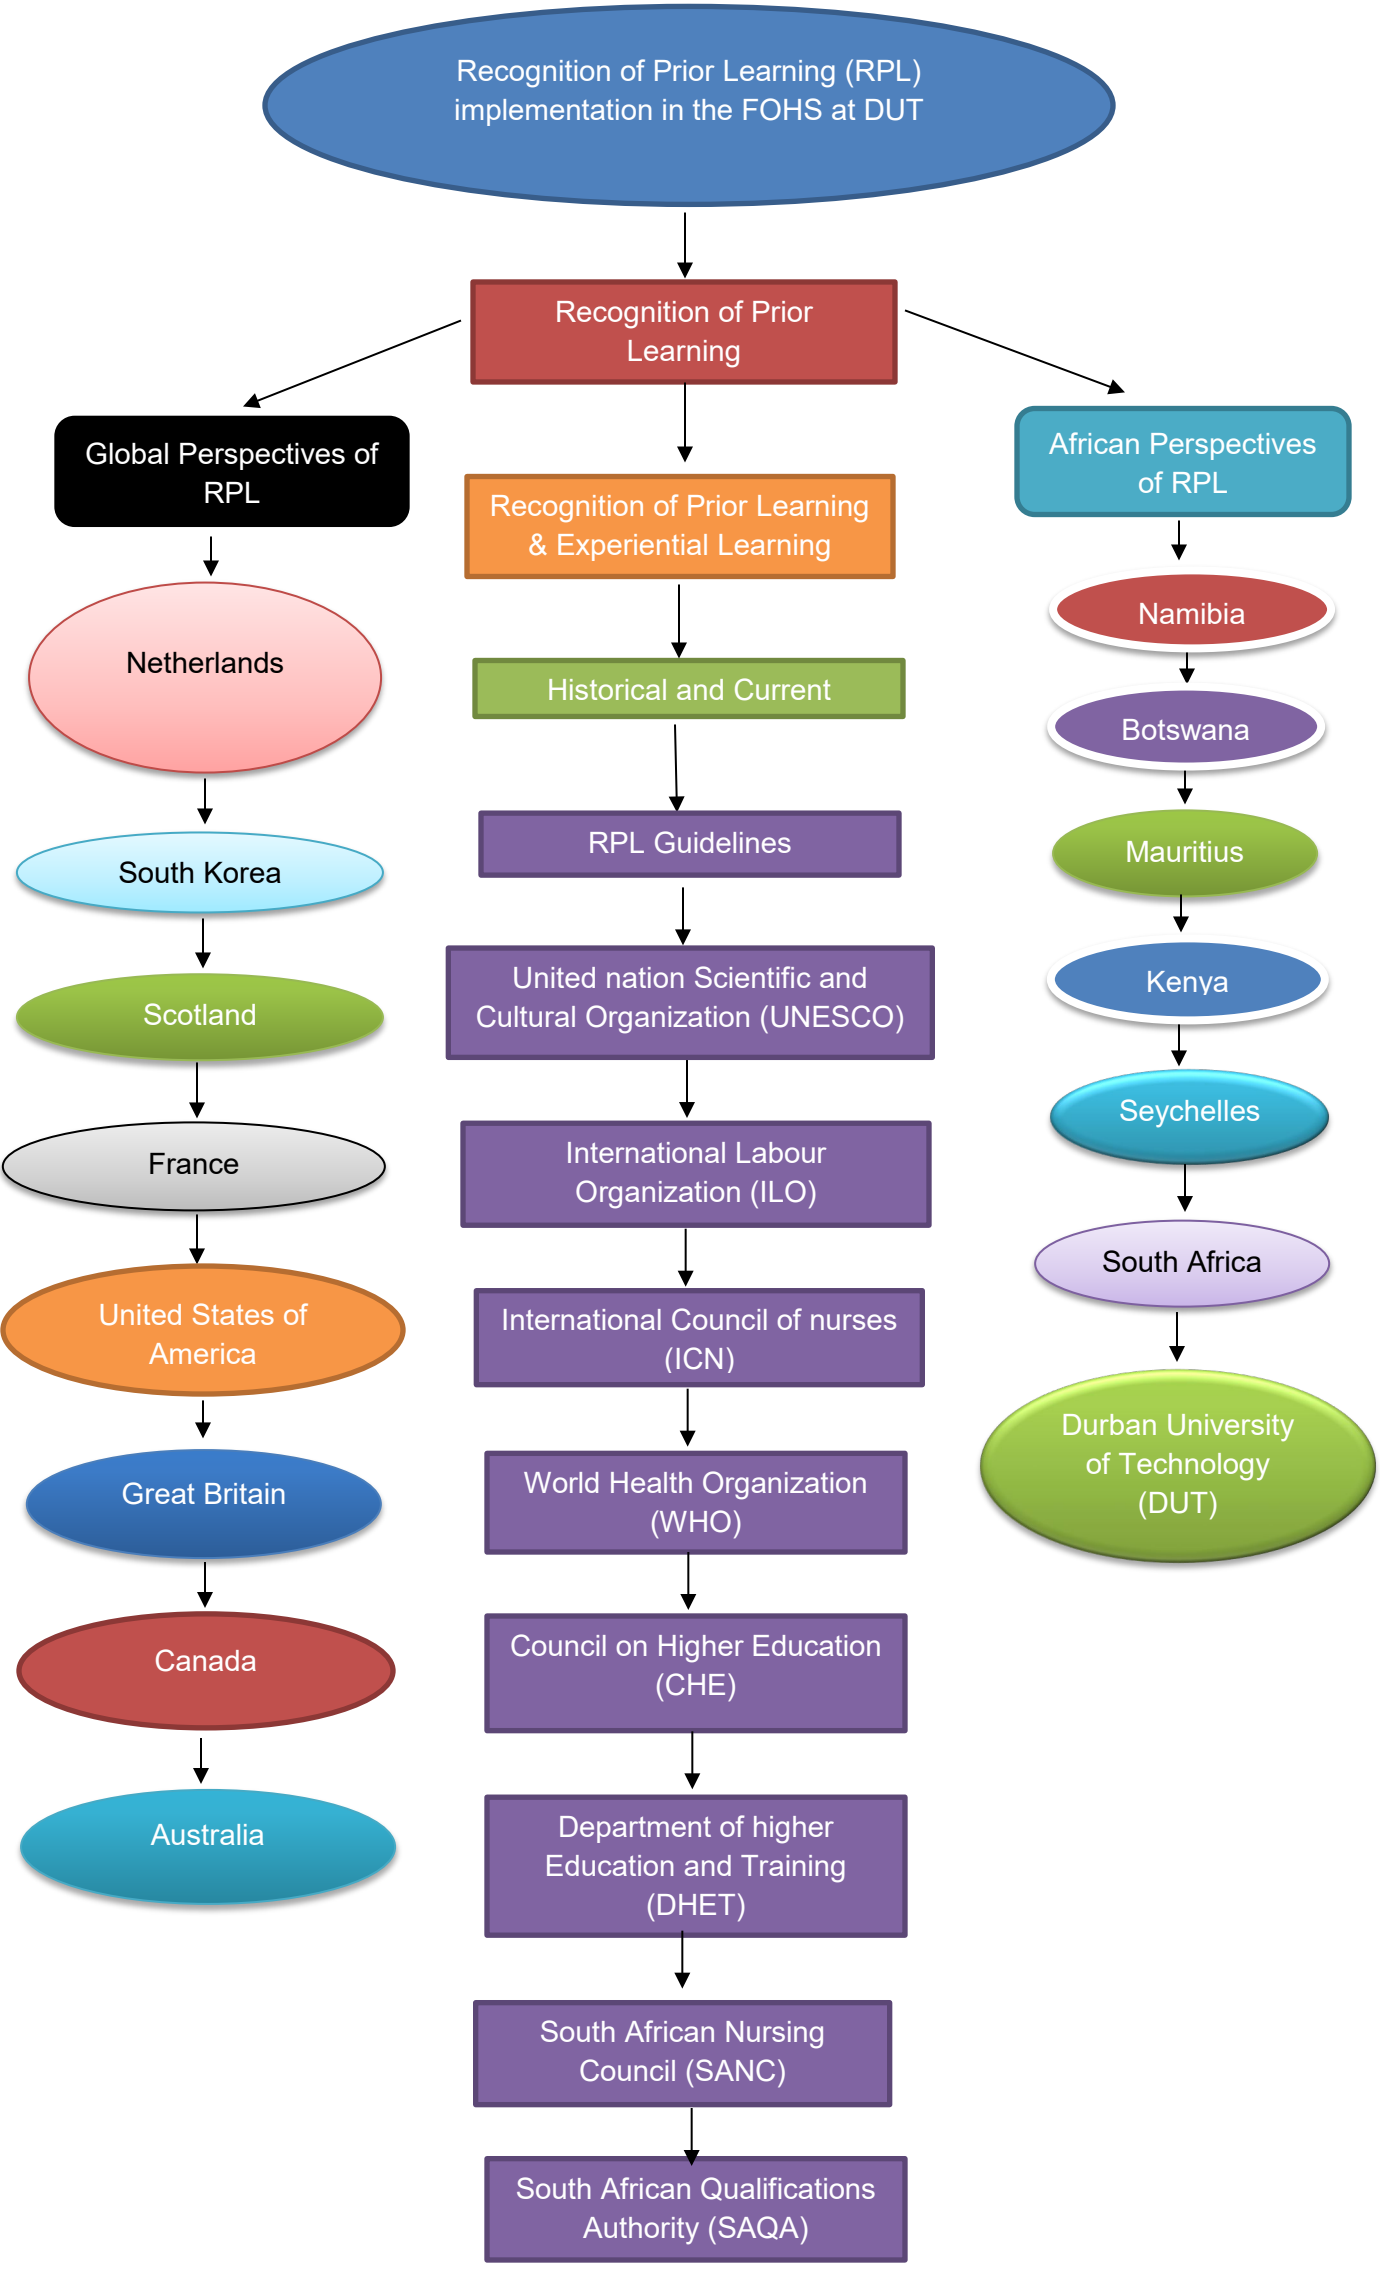 Recognition of Prior Learning (RPL)
implementation in the FOHS at DUT
Recognition of Prior
Learning
Global Perspectives of
RPL
Netherlands
South Korea
Scotland
France
United States of
America
Great Britain
Canada
Australia
Recognition of Prior Learning
& Experiential Learning
Historical and Current
RPL Guidelines
United nation Scientific and
Cultural Organization (UNESCO)
International Labour
Organization (ILO)
International Council of nurses
(ICN)
World Health Organization
(WHO)
Council on Higher Education
(CHE)
Department of higher
Education and Training
(DHET)
South African Nursing
Council (SANC)
South African Qualifications
Authority (SAQA)
African Perspectives
of RPL
Namibia
Botswana
Mauritius
Kenya
Seychelles
South Africa
Durban University
of Technology
(DUT)